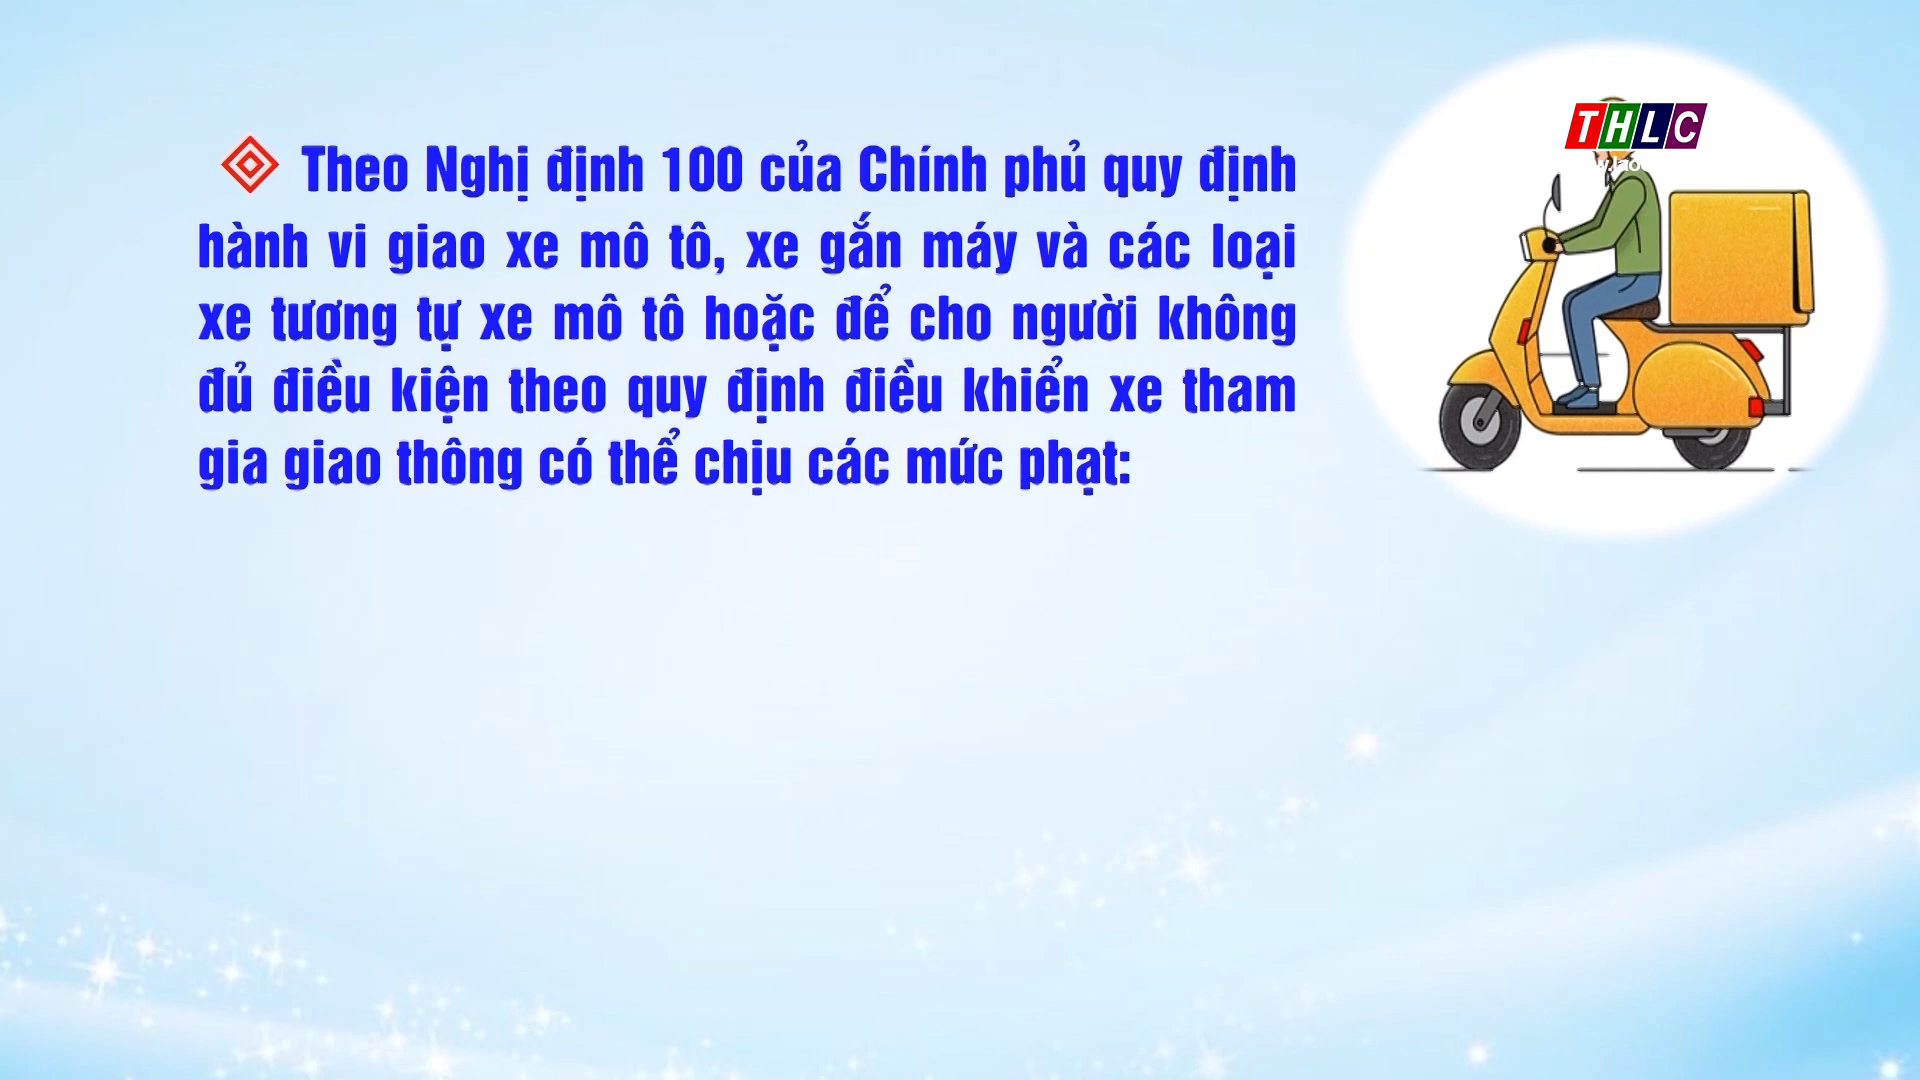 THLC
Theo Nghị định 100 của Chính phủ quy định
hành vi giao xe mô tô, xe gắn máy và các loại
xe tương tự xe mô tô hoặc để cho người không
đủ điều kiện theo quy định điều khiển xe tham
gia giao thông có thể chịu các mức phạt: